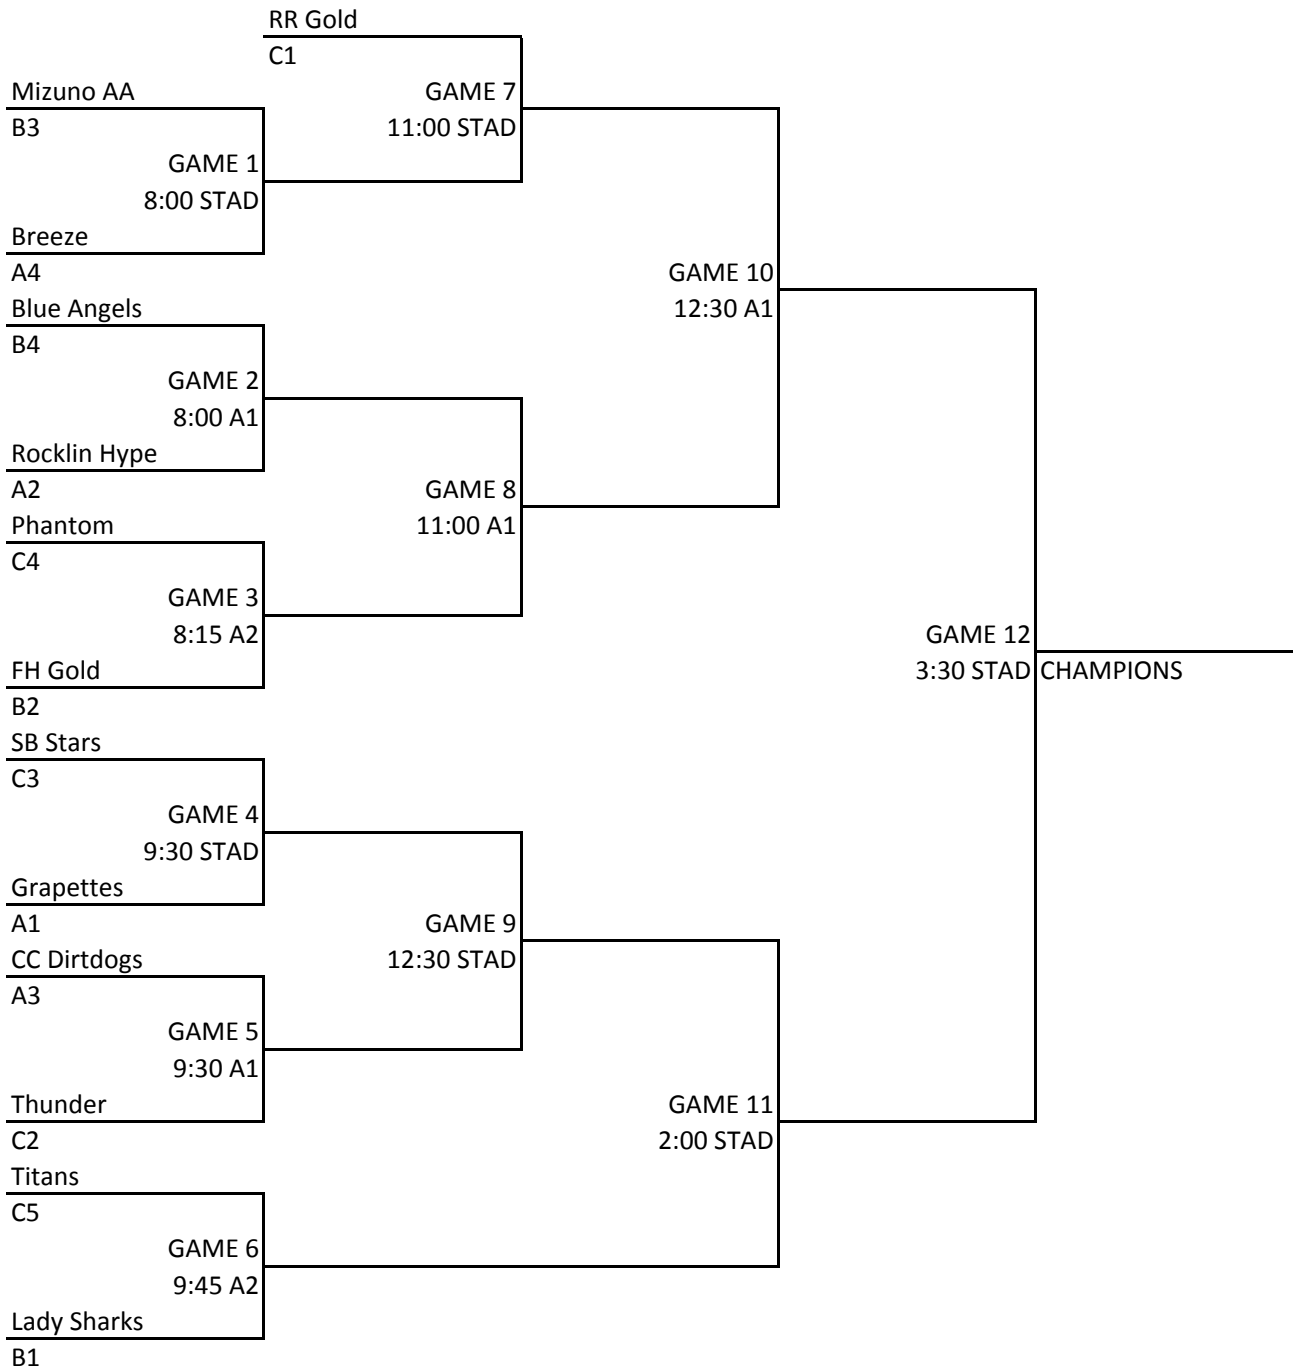 RR Gold
C1
Mizuno AA
GAME 7
B3
11:00 STAD
GAME 1
8:00 STAD
Breeze
A4
GAME 10
Blue Angels
12:30 A1
B4
GAME 2
8:00 A1
Rocklin Hype
A2
GAME 8
Phantom
11:00 A1
C4
GAME 3
8:15 A2
GAME 12
FH Gold
3:30 STAD CHAMPIONS
B2
SB Stars
C3
GAME 4
9:30 STAD
Grapettes
A1
GAME 9
CC Dirtdogs
12:30 STAD
A3
GAME 5
9:30 A1
Thunder
GAME 11
C2
2:00 STAD
Titans
C5
GAME 6
9:45 A2
Lady Sharks
B1